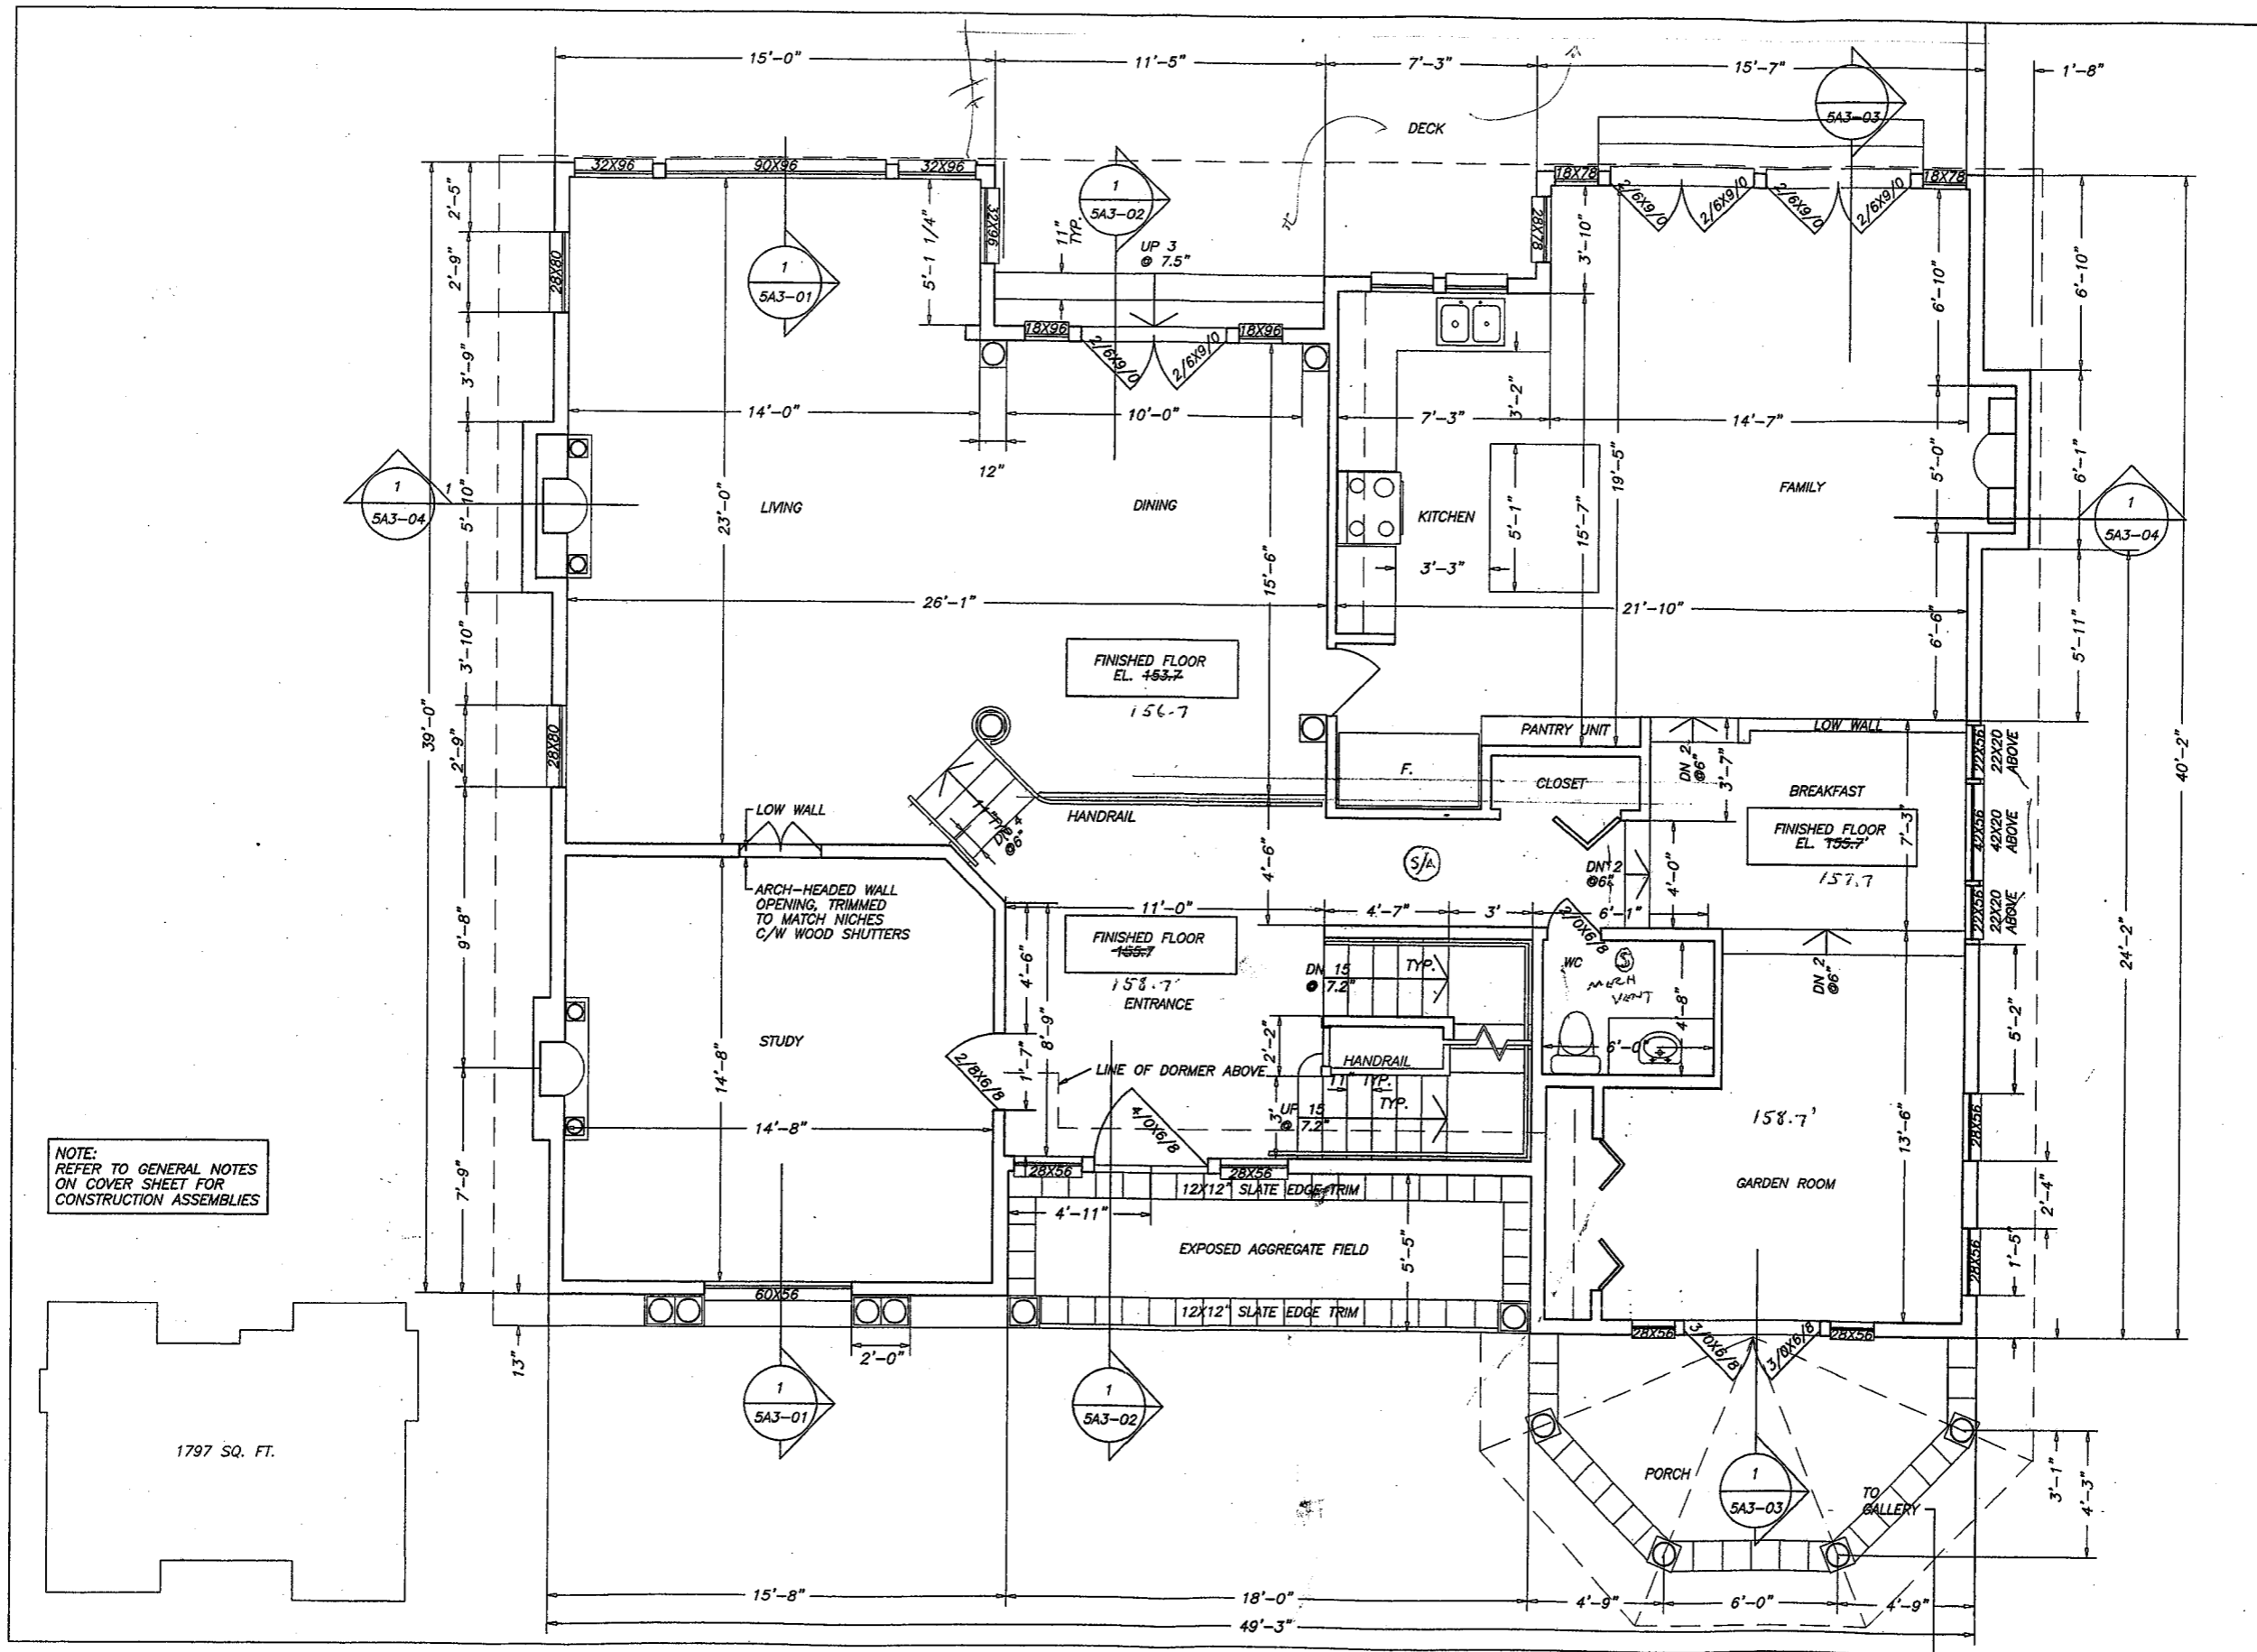 15'-0"
11'-5"
7'-3"
15'-7"
1'-8"
DECK
5A3-03
32X96
90X96
32X96
18X78
2/6X9/0
2/6X9/0
2/6X9/0
2/6X9/0
18X78
2'-5"
2'-9"
28X80
3'-9"
5'-10"
3'-10"
2'-9"
28X80
9'-8"
7'-9"
39'-0"
13"
1
5A3-01
5'-1 1/4"
32X96
1
5A3-02
11"
TYP.
UP 3
@ 7.5"
28X78
3'-10"
18X96
2/6X9/0
2/6X9/0
18X96
6'-10"
6'-10"
14'-0"
10'-0"
12"
7'-3"
3'-2"
14'-7"
5'-0"
6'-1"
1
1
5A3-04
LIVING
23'-0"
DINING
KITCHEN
5'-1"
15'-7"
19'-5"
FAMILY
1
5A3-04
3'-3"
15'-6"
26'-1"
21'-10"
6'-6"
5'-11"
40'-2"
24'-2"
FINISHED FLOOR
EL. 153.7
156.7
PANTRY UNIT
LOW WALL
F.
CLOSET
DN 2
@6"
3'-7"
BREAKFAST
22X56
22X20
ABOVE
42X56
42X20
ABOVE
22X56
22X20
ABOVE
FINISHED FLOOR
EL. 155.7'
157.7
7'-3"
LOW WALL
HANDRAIL
11" TYP.
DN 4
@6"
4'-6"
S/A
DN 2
@6"
4'-0"
ARCH-HEADED WALL
OPENING, TRIMMED
TO MATCH NICHES
C/W WOOD SHUTTERS
11'-0"
4'-7"
3'
6'-1"
2/0X6/8
FINISHED FLOOR
155.7
158.7'
ENTRANCE
4'-6"
8'-9"
1'-7"
DN 15
@ 7.2"
TYP.
WC
S
MECH
VENT
4'-8"
6'-0"
DN 2
@6"
5'-2"
STUDY
14'-8"
2/8X6/8
LINE OF DORMER ABOVE
2'-2"
HANDRAIL
11" TYP.
TYP.
3'
UP 15
@ 7.2"
14'-8"
4/0X6/8
158.7'
13'-6"
28X56
GARDEN ROOM
2'-4"
28X56
1'-5"
NOTE:
REFER TO GENERAL NOTES
ON COVER SHEET FOR
CONSTRUCTION ASSEMBLIES
28X56
28X56
12X12" SLATE EDGE TRIM
4'-11"
EXPOSED AGGREGATE FIELD
5'-5"
60X56
12X12" SLATE EDGE TRIM
2'-0"
28X56
3/0X6/8
3/0X6/8
28X56
1
5A3-01
1
5A3-02
1797 SQ. FT.
PORCH
1
5A3-03
TO
GALLERY
3'-1"
4'-3"
15'-8"
18'-0"
4'-9"
6'-0"
4'-9"
49'-3"